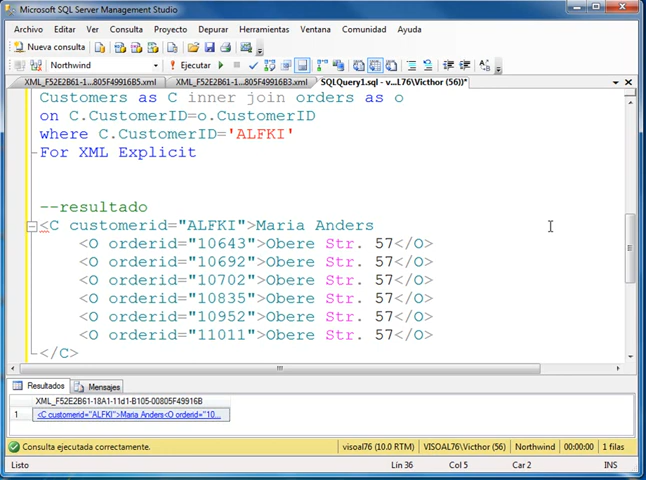 Microsoft SQL Server Management Studio
Archivo Editar Ver Consulta Proyecto Depurar Herramientas Ventana Comunidad Ayuda
Nueva consulta
Northwind Ejecutar
XML_F52E2B61-1...805F49916B5.xml XML_F52E2B61-1...805F49916B3.xml SQLQuery1.sql - v...L76\Victhor (56))*
Customers as C inner join orders as o
on C.CustomerID=o.CustomerID
where C.CustomerID='ALFKI'
For XML Explicit
--resultado
<C customerid="ALFKI">Maria Anders
<O orderid="10643">Obere Str. 57</O>
<O orderid="10692">Obere Str. 57</O>
<O orderid="10702">Obere Str. 57</O>
<O orderid="10835">Obere Str. 57</O>
<O orderid="10952">Obere Str. 57</O>
<O orderid="11011">Obere Str. 57</O>
</C>
Resultados Mensajes
XML_F52E2B61-18A1-11d1-B105-00805F49916B
1 <C customerid="ALFKI">Maria Anders<O orderid="10...
Consulta ejecutada correctamente. visoal76 (10.0 RTM) VISOAL76\Victhor (56) Northwind 00:00:00 1 filas
Listo Lín 36 Col 5 Car 2 INS